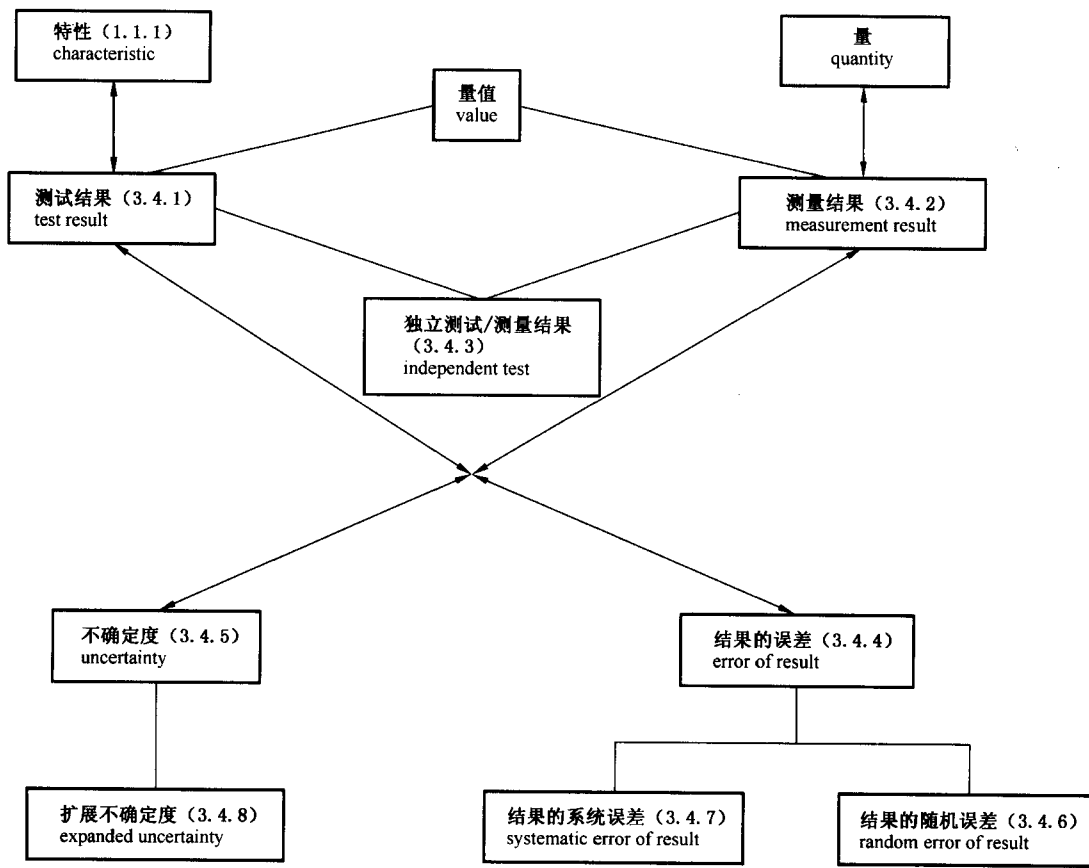 特性（1.1.1）
characteristic
量
quantity
量值
value
测试结果（3.4.1）
test result
测量结果（3.4.2）
measurement result
独立测试/测量结果
（3.4.3）
independent test
不确定度（3.4.5）
uncertainty
结果的误差（3.4.4）
error of result
扩展不确定度（3.4.8）
expanded uncertainty
结果的系统误差（3.4.7）
systematic error of result
结果的随机误差（3.4.6）
random error of result